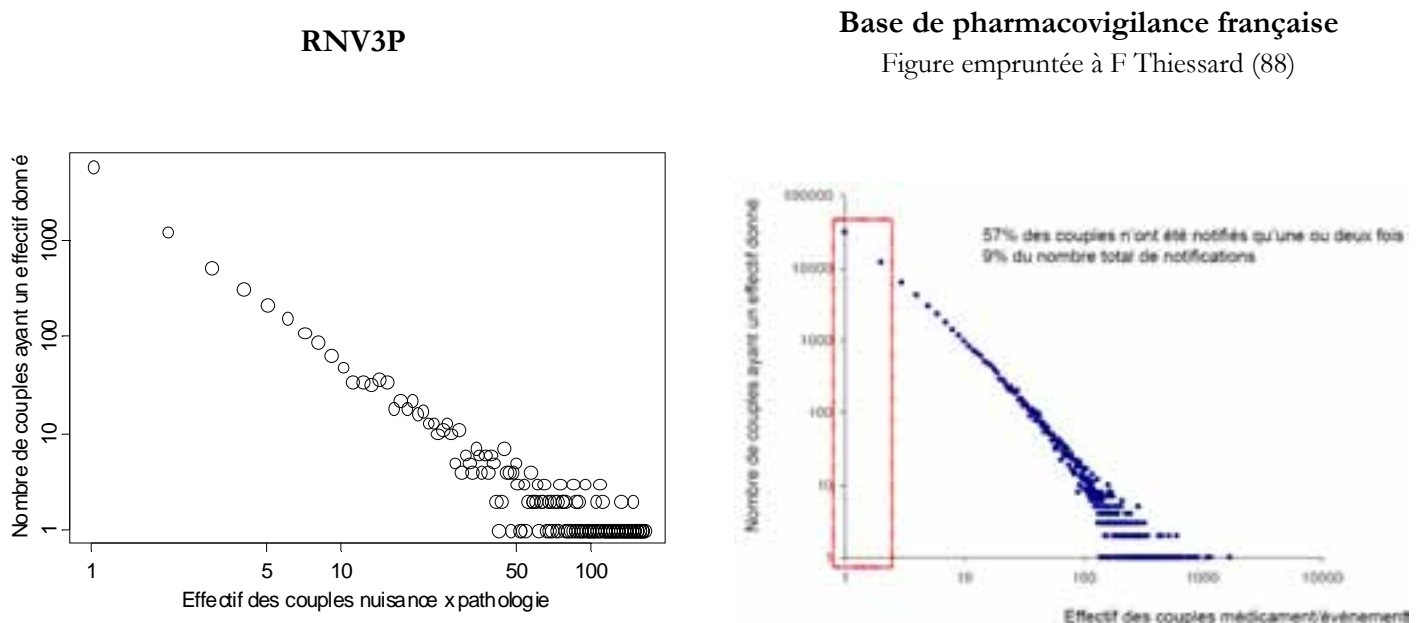 RNV3P
Nombre de couples ayant un effectif donné
1000
100
10
1
1
5
10
50
100
Effectif des couples nuisance x pathologie
Base de pharmacovigilance française
Figure empruntée à F Thiessard (88)
Nombre de couples ayant un effectif donné
100000
10000
1000
100
10
1
57% des couples n'ont été notifiés qu'une ou deux fois
9% du nombre total de notifications
1
10
100
1000
10000
Effectif des couples médicament/événement